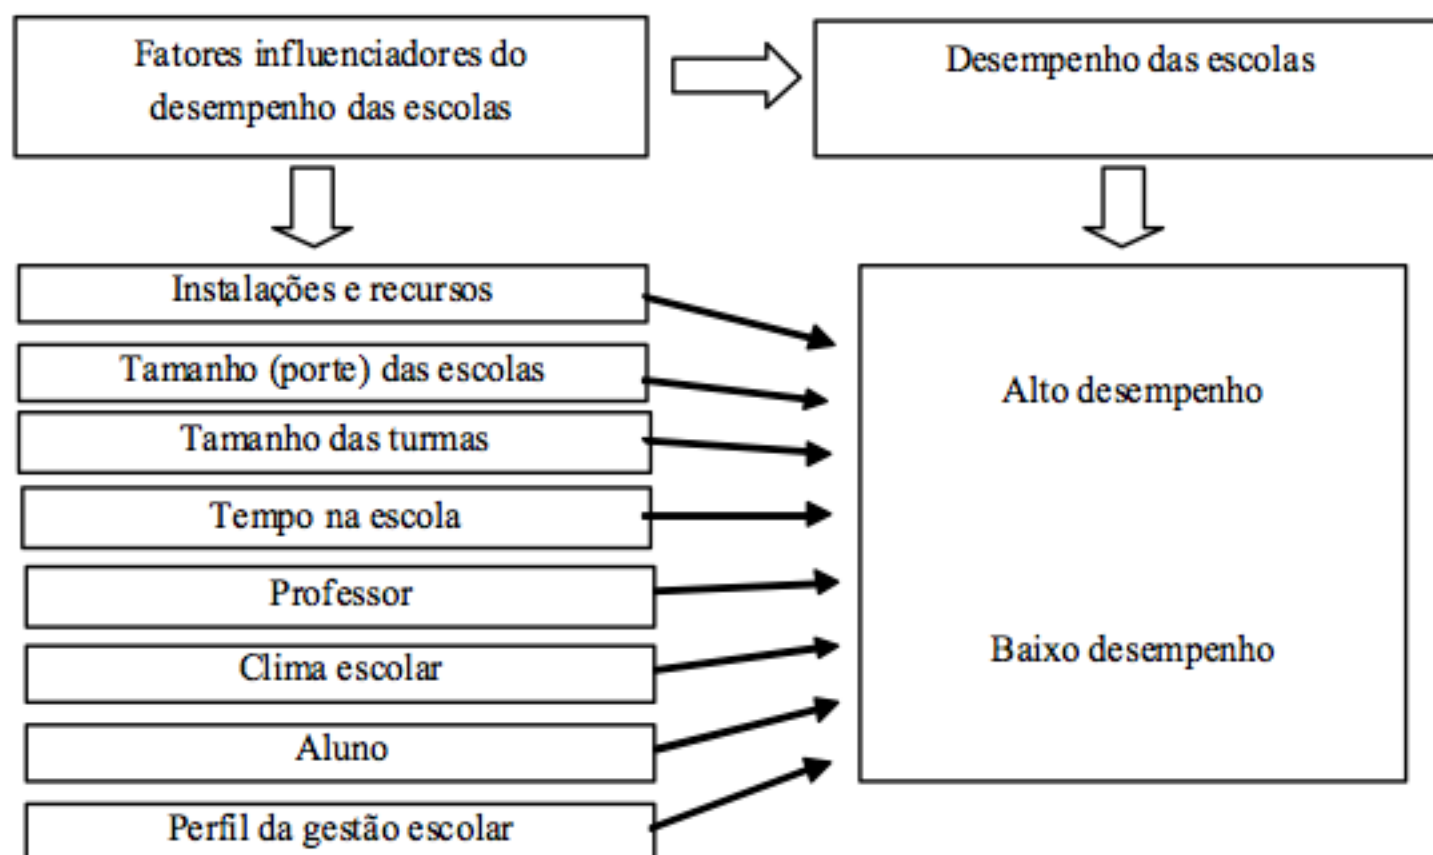 Fatores influenciadores do
desempenho das escolas
Desempenho das escolas
Instalações e recursos
Tamanho (porte) das escolas
Tamanho das turmas
Tempo na escola
Professor
Clima escolar
Aluno
Perfil da gestão escolar
Alto desempenho
Baixo desempenho